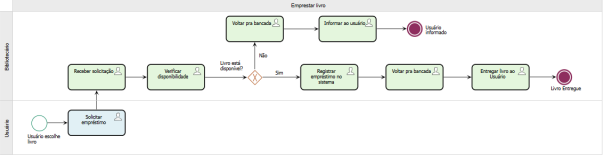 Emprestar livro
Bibliotecário
Voltar pra bancada
Informar ao usuário
Usuário
informado
Não
Receber solicitação
Verificar
disponibilidade
Livro está
disponível?
Sim
Registrar
empréstimo no
sistema
Voltar pra bancada
Entregar livro ao
Usuário
Livro Entregue
Usuário
Usuário escolhe
livro
Solicitar
empréstimo